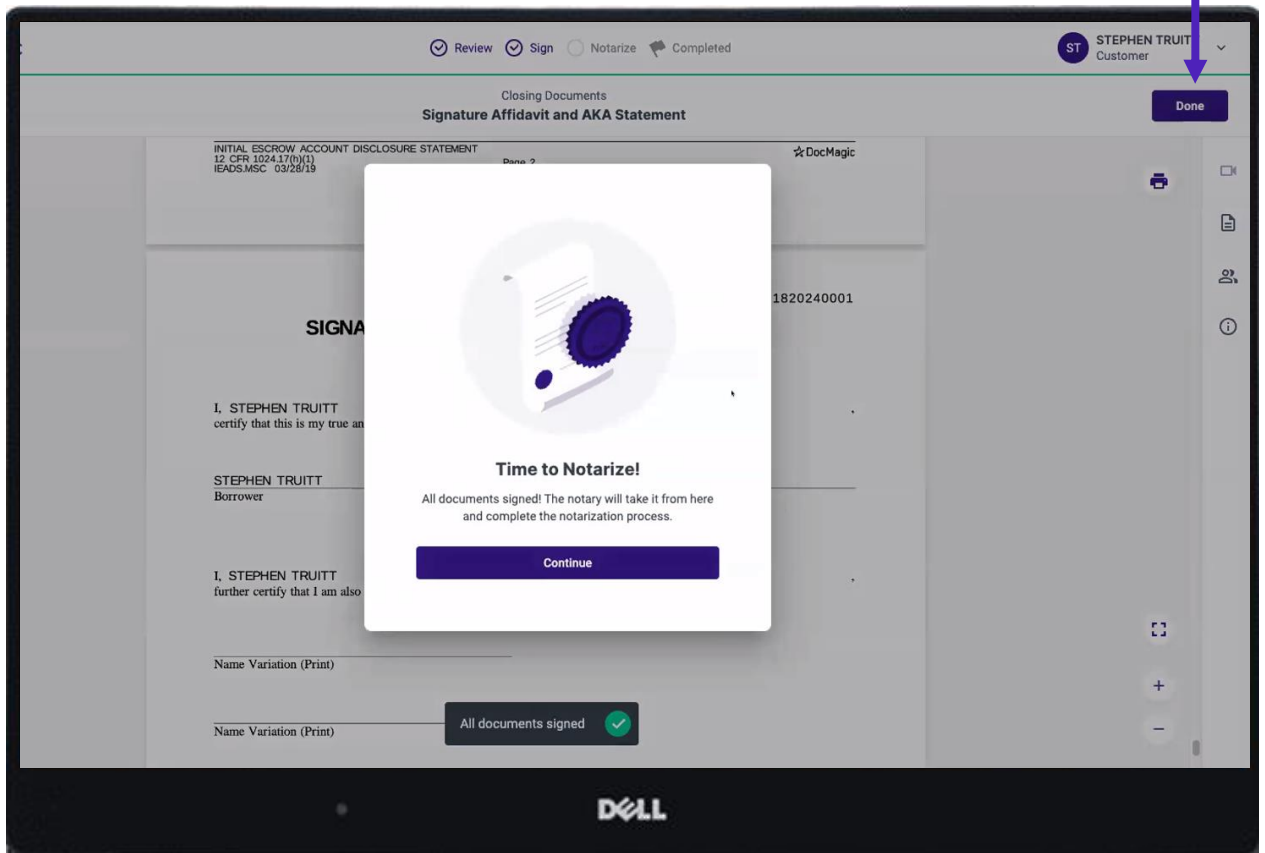 Review Sign Notarize Completed
ST STEPHEN TRUIT
Customer
Closing Documents
Signature Affidavit and AKA Statement
Done
INITIAL ESCROW ACCOUNT DISCLOSURE STATEMENT
12 CFR 1024.17(h)(1)
IEADS.MSC 03/28/19
Page 2
DocMagic
1820240001
SIGNA
I, STEPHEN TRUITT ,
certify that this is my true an
STEPHEN TRUITT
Borrower
Time to Notarize!
All documents signed! The notary will take it from here
and complete the notarization process.
Continue
I, STEPHEN TRUITT ,
further certify that I am also
Name Variation (Print)
Name Variation (Print)
All documents signed
DELL